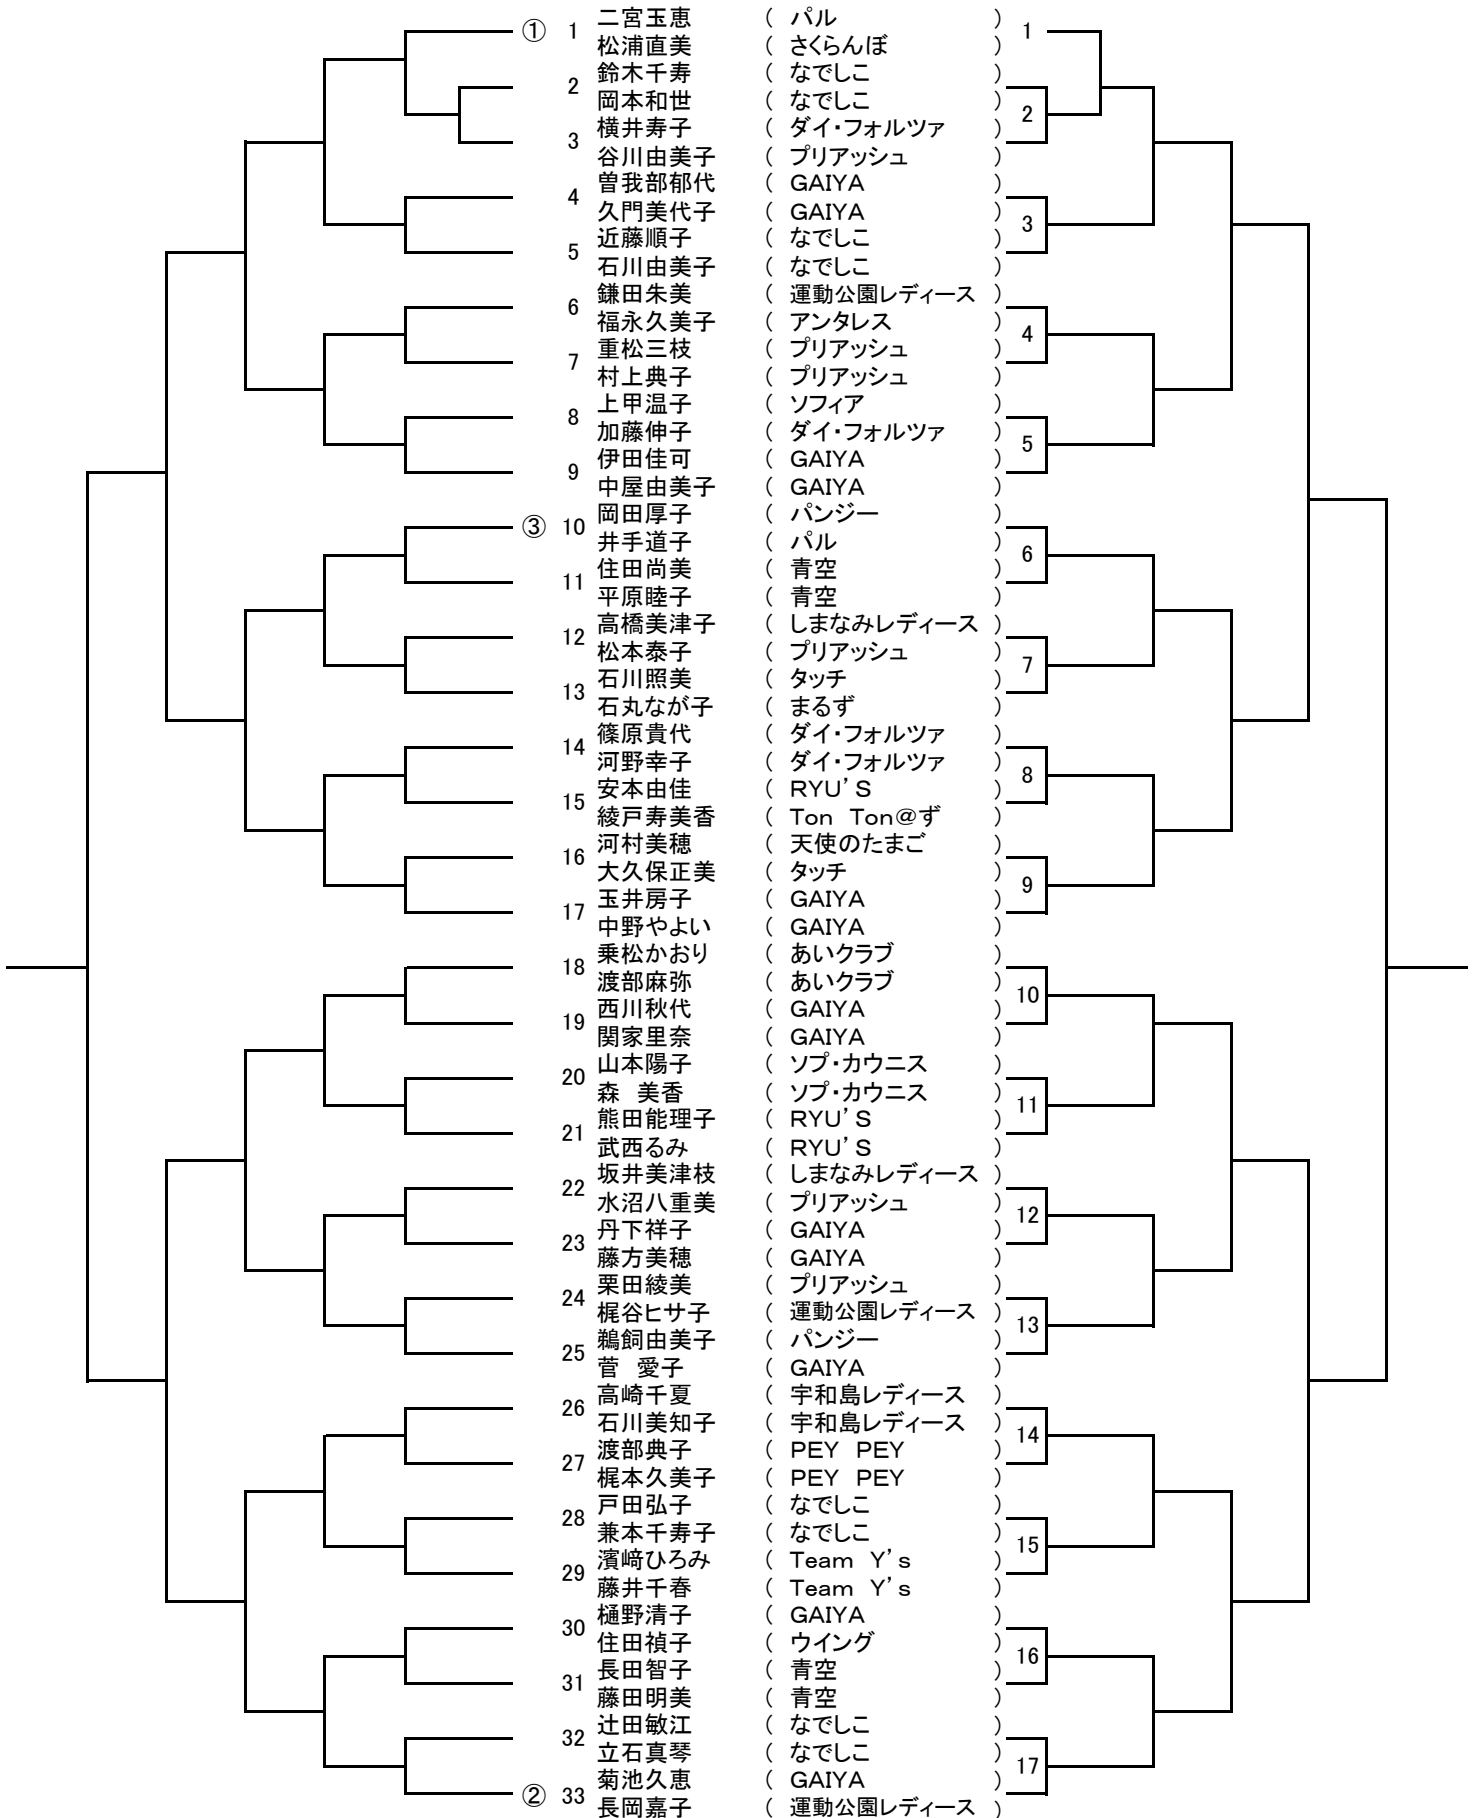 二宮玉恵 ( パル )
① 1 1
松浦直美 ( さくらんぼ )
鈴木千寿 ( なでしこ )
2
岡本和世 ( なでしこ ) 2
横井寿子 ( ダイ・フォルツァ )
3
谷川由美子 ( プリアッシュ )
曽我部郁代 ( GAIYA )
4
久門美代子 ( GAIYA ) 3
近藤順子 ( なでしこ )
5
石川由美子 ( なでしこ )
鎌田朱美 ( 運動公園レディース )
6
福永久美子 ( アンタレス ) 4
重松三枝 ( プリアッシュ )
7
村上典子 ( プリアッシュ )
上甲温子 ( ソフィア )
8
加藤伸子 ( ダイ・フォルツァ ) 5
伊田佳可 ( GAIYA )
9
中屋由美子 ( GAIYA )
岡田厚子 ( パンジー )
③ 10
井手道子 ( パル ) 6
住田尚美 ( 青空 )
11
平原睦子 ( 青空 )
高橋美津子 ( しまなみレディース )
12
松本泰子 ( プリアッシュ ) 7
石川照美 ( タッチ )
13
石丸なが子 ( まるず )
篠原貴代 ( ダイ・フォルツァ )
14
河野幸子 ( ダイ・フォルツァ ) 8
安本由佳 ( RYU'S )
15
綾戸寿美香 ( Ton Ton@ず )
河村美穂 ( 天使のたまご )
16
大久保正美 ( タッチ ) 9
玉井房子 ( GAIYA )
17
中野やよい ( GAIYA )
乗松かおり ( あいクラブ )
18
渡部麻弥 ( あいクラブ ) 10
西川秋代 ( GAIYA )
19
関家里奈 ( GAIYA )
山本陽子 ( ソプ・カウニス )
20
森 美香 ( ソプ・カウニス ) 11
熊田能理子 ( RYU'S )
21
武西るみ ( RYU'S )
坂井美津枝 ( しまなみレディース )
22
水沼八重美 ( プリアッシュ ) 12
丹下祥子 ( GAIYA )
23
藤方美穂 ( GAIYA )
栗田綾美 ( プリアッシュ )
24
梶谷ヒサ子 ( 運動公園レディース ) 13
鵜飼由美子 ( パンジー )
25
菅 愛子 ( GAIYA )
高崎千夏 ( 宇和島レディース )
26
石川美知子 ( 宇和島レディース ) 14
渡部典子 ( PEY PEY )
27
梶本久美子 ( PEY PEY )
戸田弘子 ( なでしこ )
28
兼本千寿子 ( なでしこ ) 15
濱﨑ひろみ ( Team Y's )
29
藤井千春 ( Team Y's )
樋野清子 ( GAIYA )
30
住田禎子 ( ウイング ) 16
長田智子 ( 青空 )
31
藤田明美 ( 青空 )
辻田敏江 ( なでしこ )
32
立石真琴 ( なでしこ ) 17
菊池久恵 ( GAIYA )
② 33
長岡嘉子 ( 運動公園レディース )